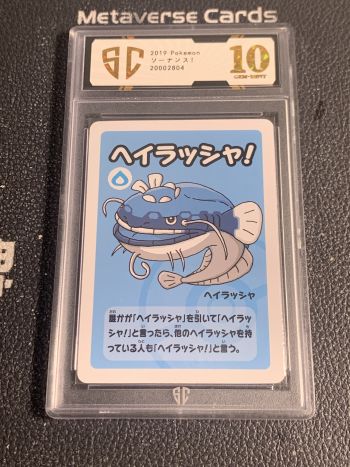 Metaverse Cards
SC
2019 Pokemon
ソーナンス!
20002804
10
GEM-MINT
ヘイラッシャ!
ヘイラッシャ
誰かが「ヘイラッシャ」を引いて「ヘイラッ
シャ!」と言ったら、他のヘイラッシャを持
っている人も「ヘイラッシャ!」と言う。
SC